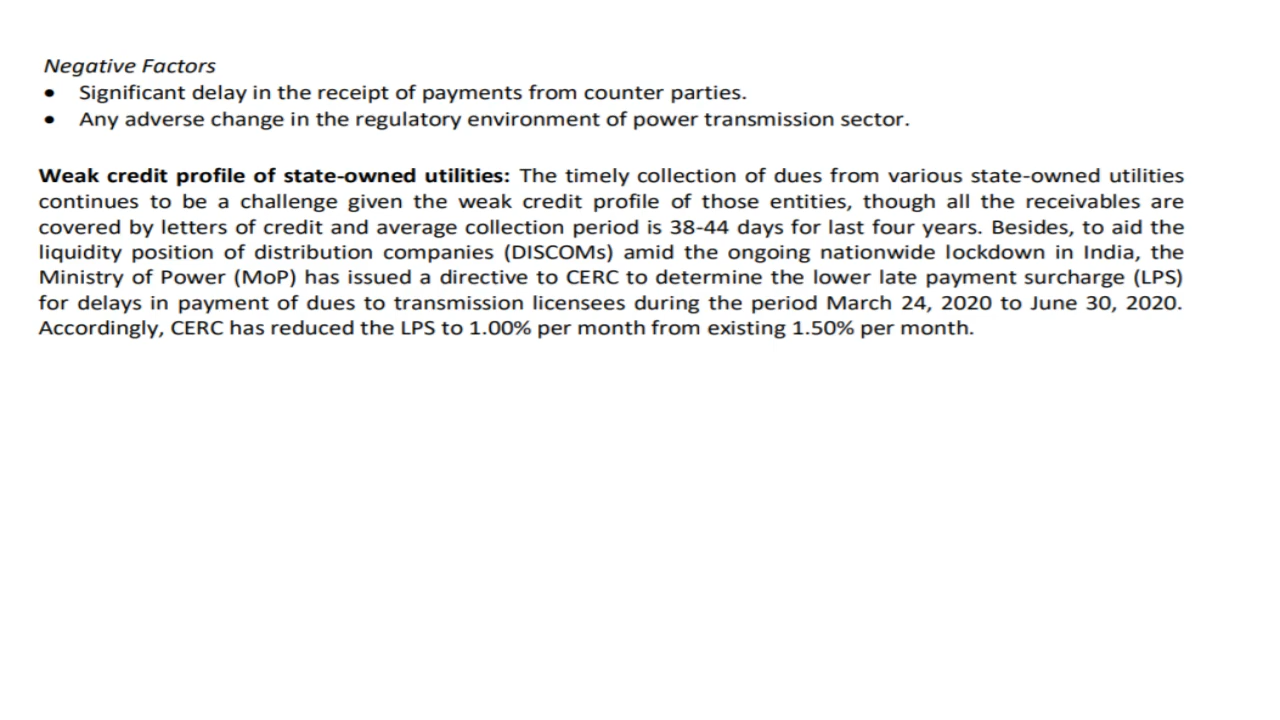 Negative Factors
• Significant delay in the receipt of payments from counter parties.
• Any adverse change in the regulatory environment of power transmission sector.
Weak credit profile of state-owned utilities: The timely collection of dues from various state-owned utilities
continues to be a challenge given the weak credit profile of those entities, though all the receivables are
covered by letters of credit and average collection period is 38-44 days for last four years. Besides, to aid the
liquidity position of distribution companies (DISCOMs) amid the ongoing nationwide lockdown in India, the
Ministry of Power (MoP) has issued a directive to CERC to determine the lower late payment surcharge (LPS)
for delays in payment of dues to transmission licensees during the period March 24, 2020 to June 30, 2020.
Accordingly, CERC has reduced the LPS to 1.00% per month from existing 1.50% per month.